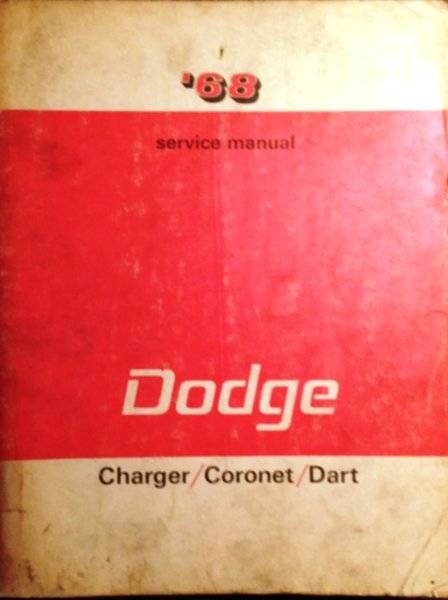 '68
service manual
Dodge
Charger/Coronet/Dart